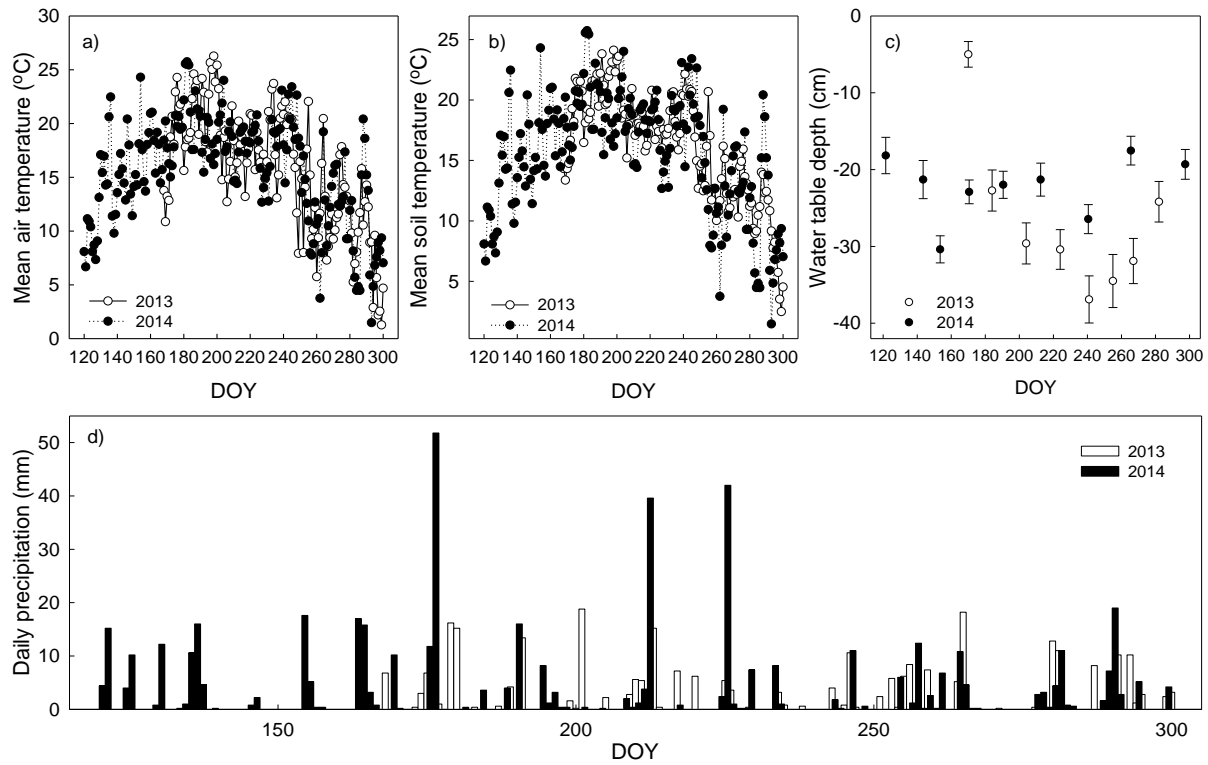 a)
Mean air temperature (ºC)
30
25
20
15
10
5
0
2013
2014
120 140 160 180 200 220 240 260 280 300
DOY
b)
Mean soil temperature (ºC)
25
20
15
10
5
2013
2014
120 140 160 180 200 220 240 260 280 300
DOY
c)
Water table depth (cm)
0
-10
-20
-30
-40
2013
2014
120 140 160 180 200 220 240 260 280 300
DOY
d)
Daily precipitation (mm)
50
40
30
20
10
0
2013
2014
150 200 250 300
DOY